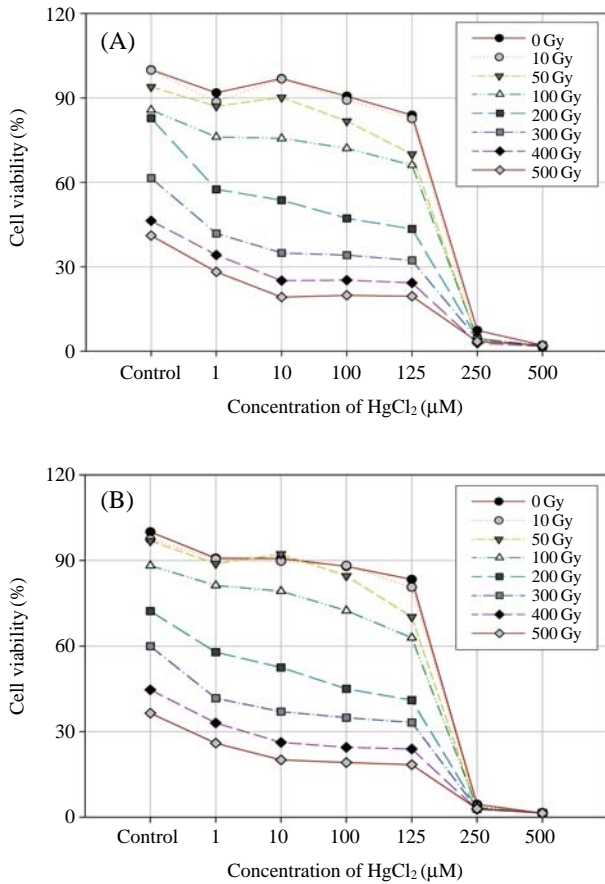 (A)
120
90
60
30
0
Cell viability (%)
Control 1 10 100 125 250 500
Concentration of HgCl₂ (μM)
0 Gy
10 Gy
50 Gy
100 Gy
200 Gy
300 Gy
400 Gy
500 Gy
(B)
120
90
60
30
0
Cell viability (%)
Control 1 10 100 125 250 500
Concentration of HgCl₂ (μM)
0 Gy
10 Gy
50 Gy
100 Gy
200 Gy
300 Gy
400 Gy
500 Gy